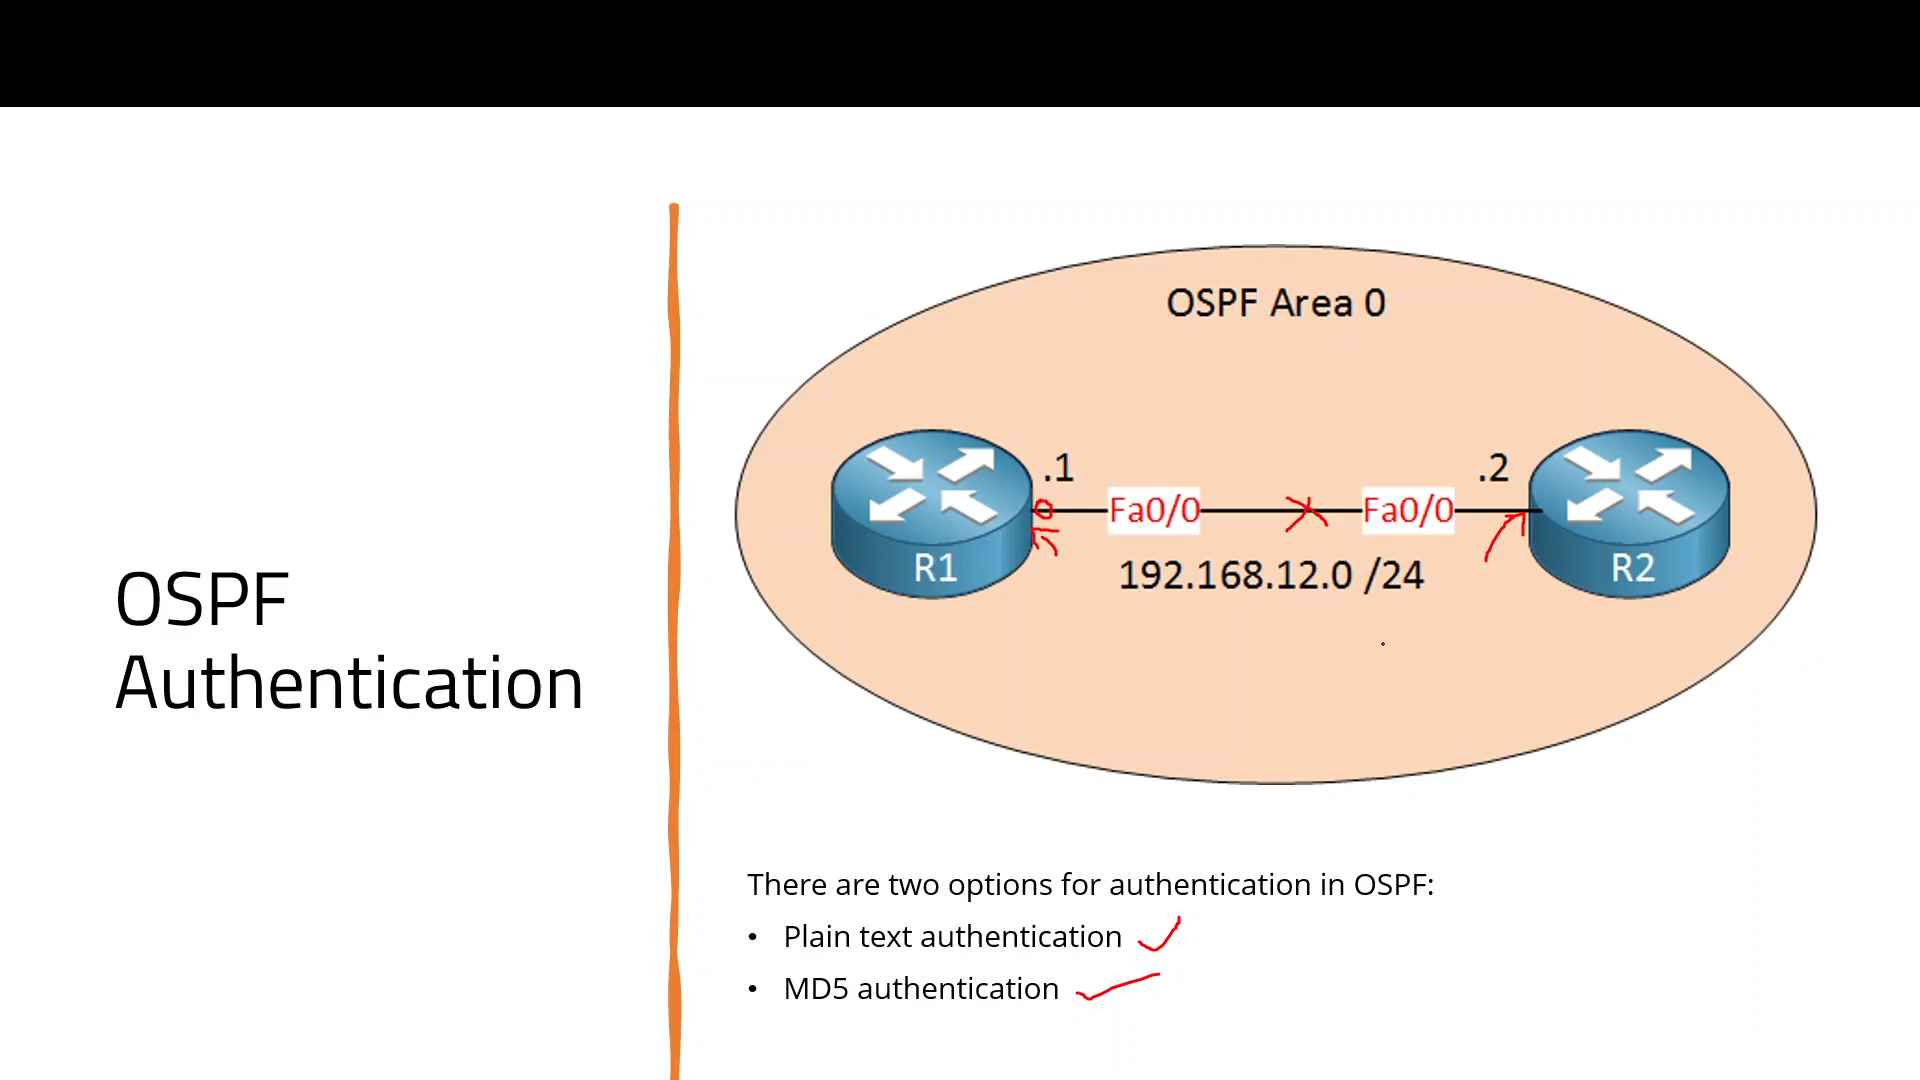 OSPF
Authentication
OSPF Area 0
.1
.2
Fa0/0
Fa0/0
192.168.12.0 /24
R1
R2
There are two options for authentication in OSPF:
• Plain text authentication
• MD5 authentication